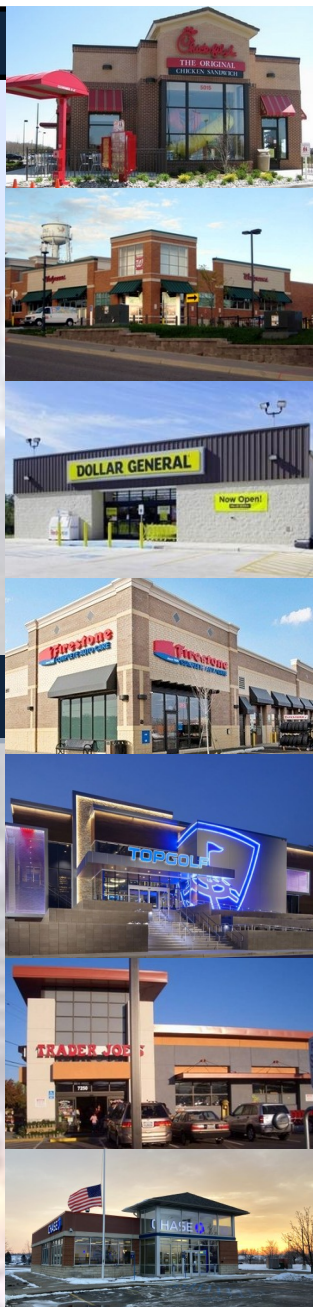 Chick-fil-A
THE ORIGINAL
CHICKEN SANDWICH
Walgreens
Walgreens
DOLLAR GENERAL
Now Open!
Firestone
COMPLETE AUTO CARE
Firestone
COMPLETE AUTO CARE
TOPGOLF
TRADER JOE'S
CHASE
CHASE